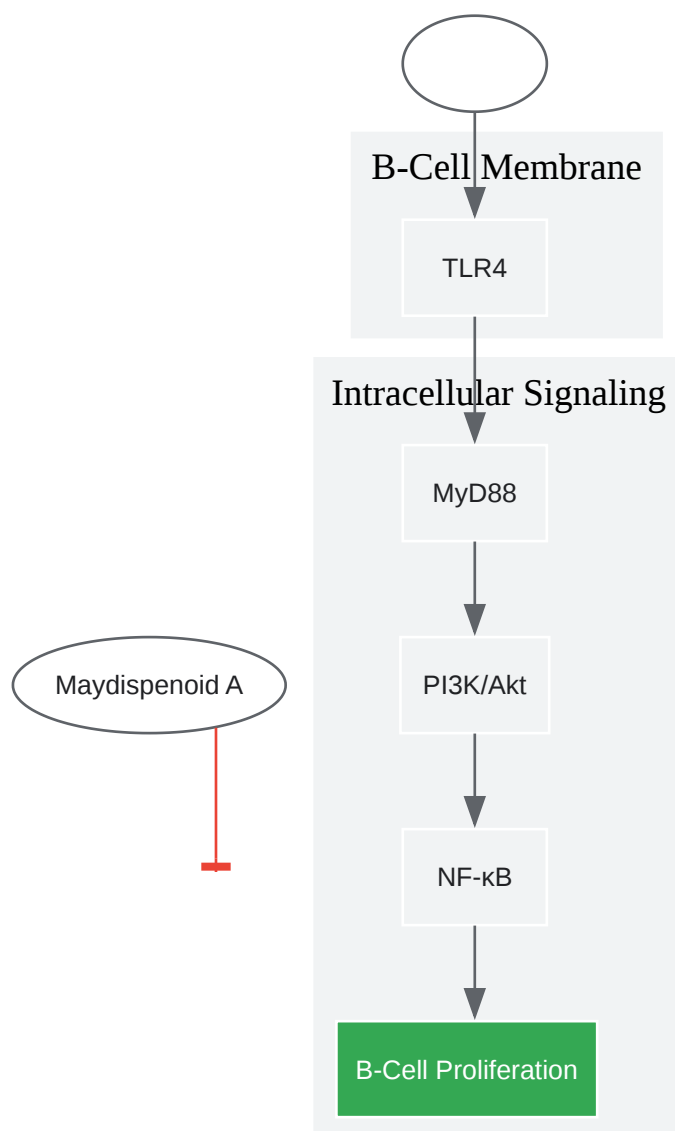 B-Cell Membrane
TLR4
Intracellular Signaling
MyD88
Maydispenoid A
PI3K/Akt
NF-κB
B-Cell Proliferation